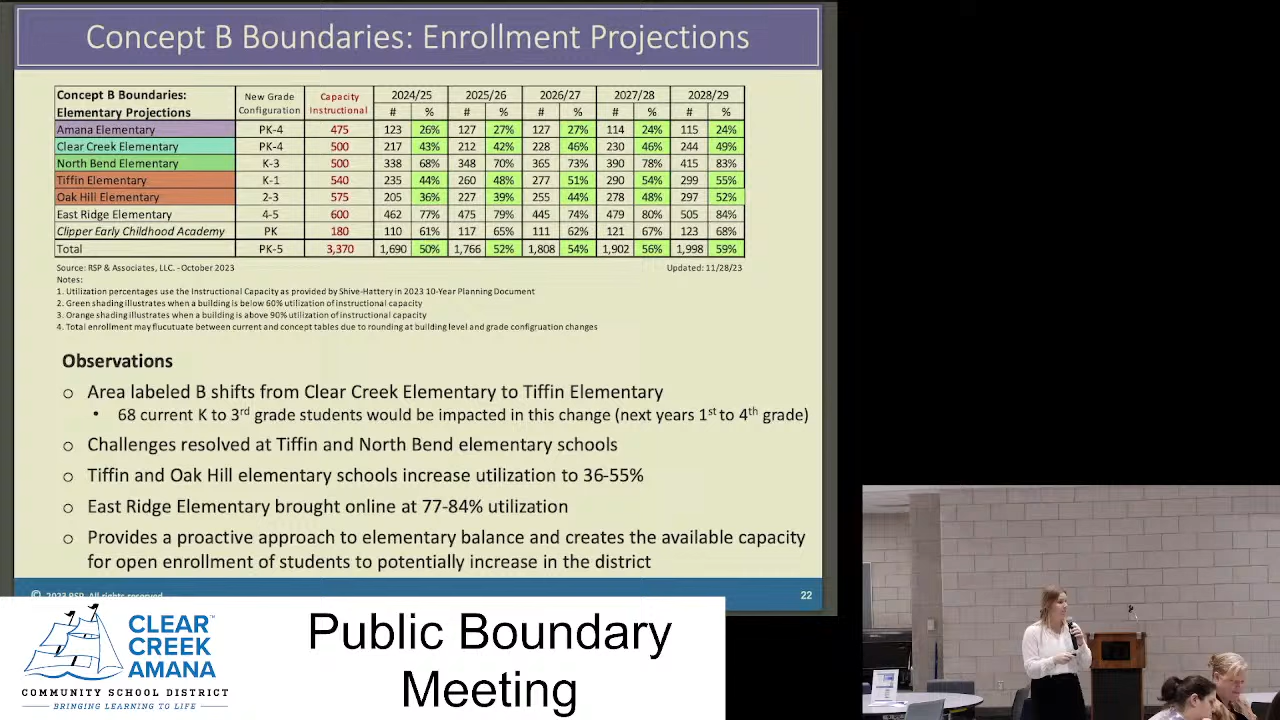 Concept B Boundaries: Enrollment Projections
Concept B Boundaries: New Grade Capacity 2024/25 2025/26 2026/27 2027/28 2028/29
Elementary Projections Configuration Instructional # % # % # % # % # %
Amana Elementary PK-4 475 123 26% 127 27% 127 27% 114 24% 115 24%
Clear Creek Elementary PK-4 500 217 43% 212 42% 228 46% 230 46% 244 49%
North Bend Elementary K-3 500 338 68% 348 70% 365 73% 390 78% 415 83%
Tiffin Elementary K-1 540 235 44% 260 48% 277 51% 290 54% 299 55%
Oak Hill Elementary 2-3 575 205 36% 227 39% 255 44% 278 48% 297 52%
East Ridge Elementary 4-5 600 462 77% 475 79% 445 74% 479 80% 505 84%
Clipper Early Childhood Academy PK 180 110 61% 117 65% 111 62% 121 67% 123 68%
Total PK-5 3,370 1,690 50% 1,766 52% 1,808 54% 1,902 56% 1,998 59%
Source: RSP & Associates, LLC. - October 2023 Updated: 11/28/23
Notes:
1. Utilization percentages use the Instructional Capacity as provided by Shive-Hattery in 2023 10-Year Planning Document
2. Green shading illustrates when a building is below 60% utilization of instructional capacity
3. Orange shading illustrates when a building is above 90% utilization of instructional capacity
4. Total enrollment may flucutuate between current and concept tables due to rounding at building level and grade configruation changes
Observations
o Area labeled B shifts from Clear Creek Elementary to Tiffin Elementary
• 68 current K to 3rd grade students would be impacted in this change (next years 1st to 4th grade)
o Challenges resolved at Tiffin and North Bend elementary schools
o Tiffin and Oak Hill elementary schools increase utilization to 36-55%
o East Ridge Elementary brought online at 77-84% utilization
o Provides a proactive approach to elementary balance and creates the available capacity
for open enrollment of students to potentially increase in the district
© 2023 RSP. All rights reserved 22
CLEAR
CREEK
AMANA™
COMMUNITY SCHOOL DISTRICT
BRINGING LEARNING TO LIFE
Public Boundary
Meeting